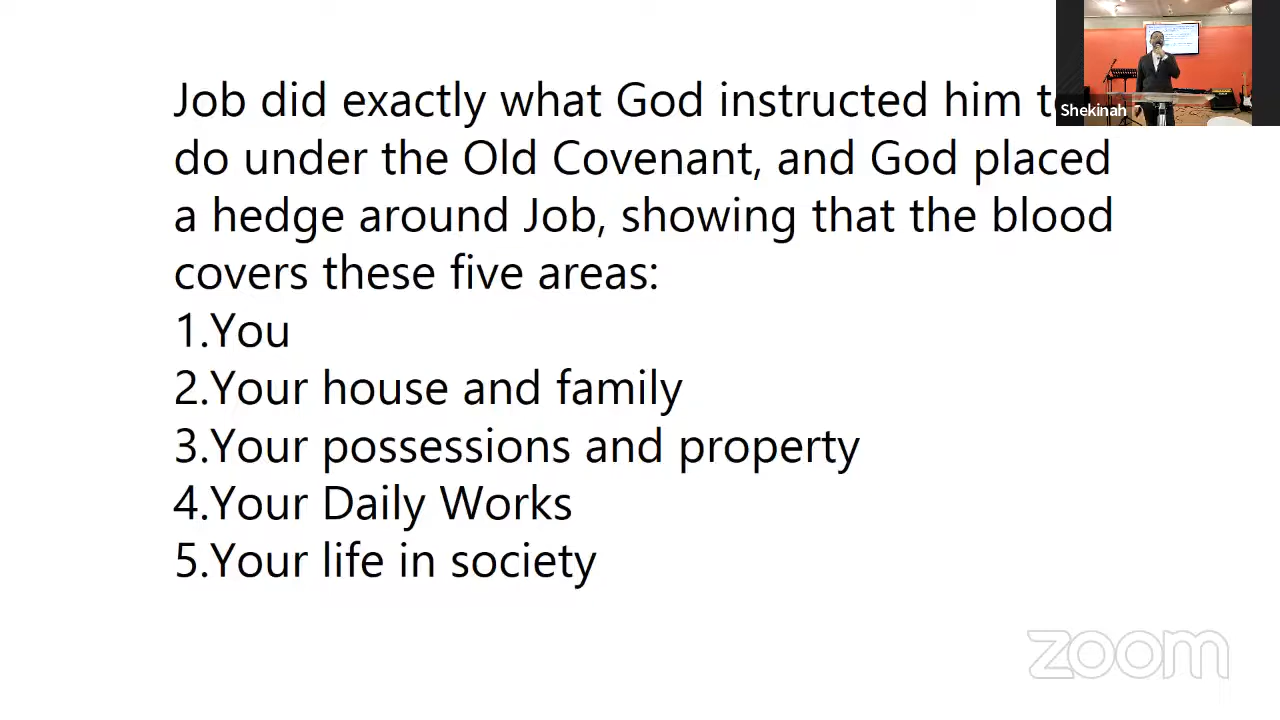 Job did exactly what God instructed him
do under the Old Covenant, and God placed
a hedge around Job, showing that the blood
covers these five areas:
1.You
2.Your house and family
3.Your possessions and property
4.Your Daily Works
5.Your life in society
Shekinah
zoom